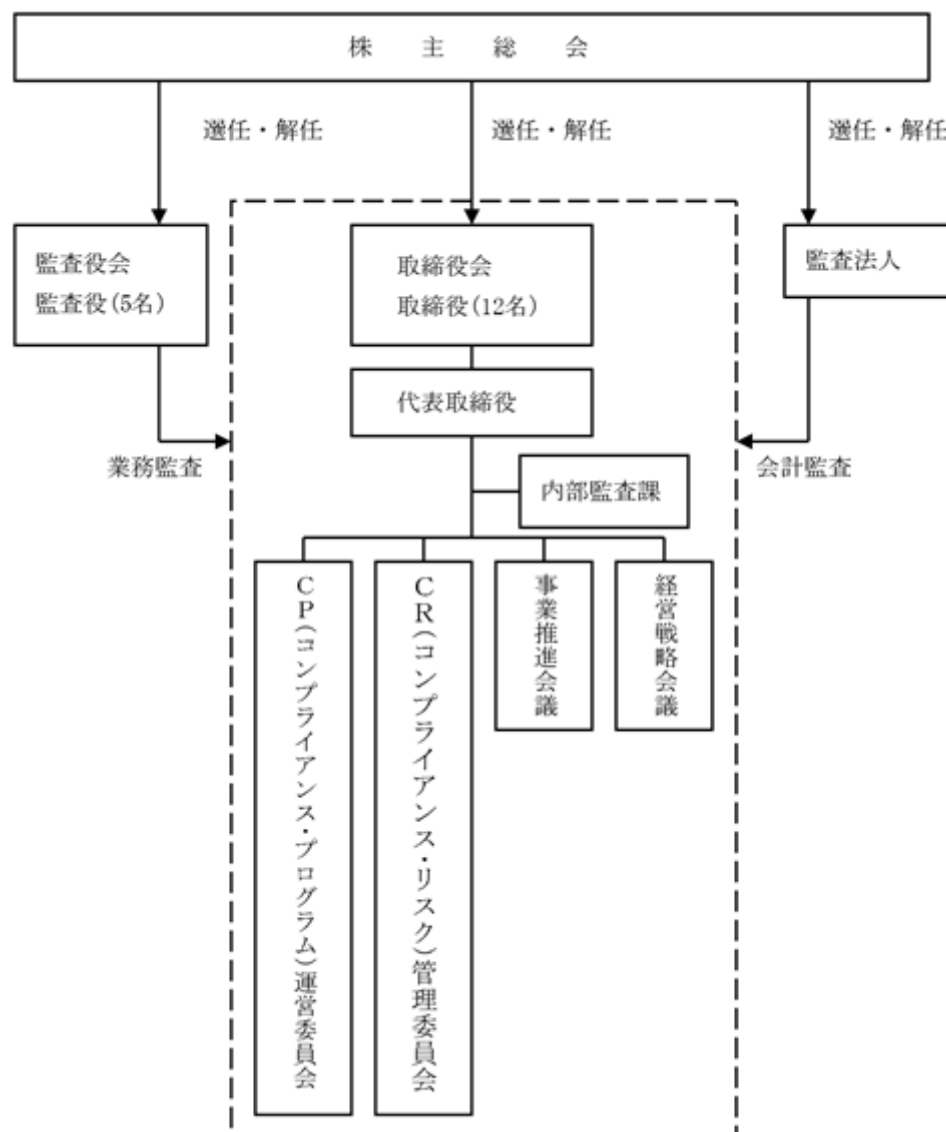 株主総会
選任・解任
選任・解任
選任・解任
監査役会
監査役(5名)
取締役会
取締役(12名)
監査法人
代表取締役
業務監査
会計監査
内部監査課
CP(コンプライアンス・プログラム)運営委員会
CR(コンプライアンス・リスク)管理委員会
事業推進会議
経営戦略会議